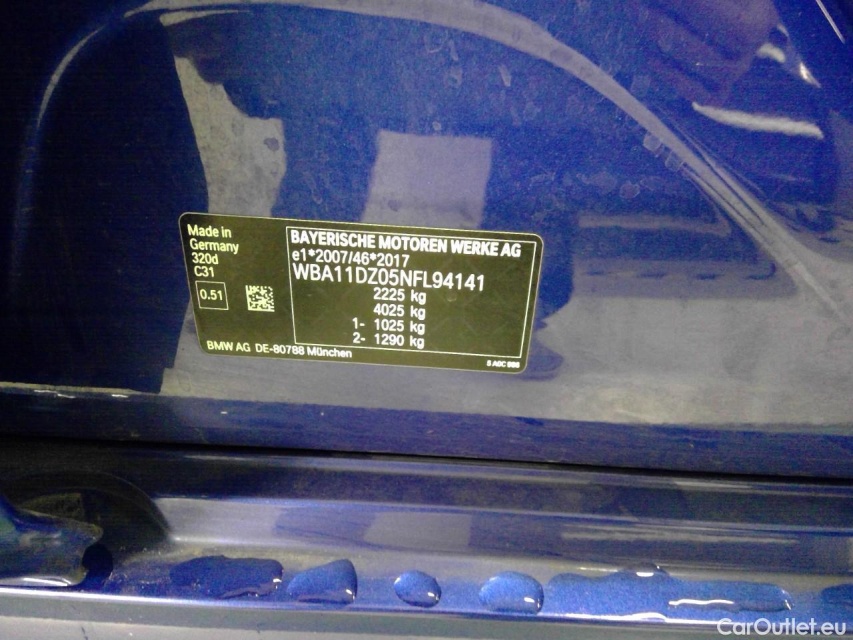 Made in
Germany
320d
C31
0.51
BAYERISCHE MOTOREN WERKE AG
e1*2007/46*2017
WBA11DZ05NFL94141
2225 kg
4025 kg
1- 1025 kg
2- 1290 kg
BMW AG DE-80788 München
CarOutlet.eu